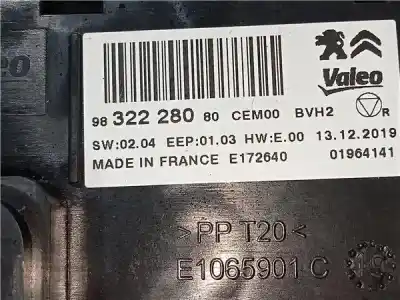 Valeo
aleo
98 322 280 80 CEM00 BVH2 R
SW:02.04 EEP:01.03 HW:E.00 13.12.2019
MADE IN FRANCE E172640 01964141
>PP T20<
E1065901 C